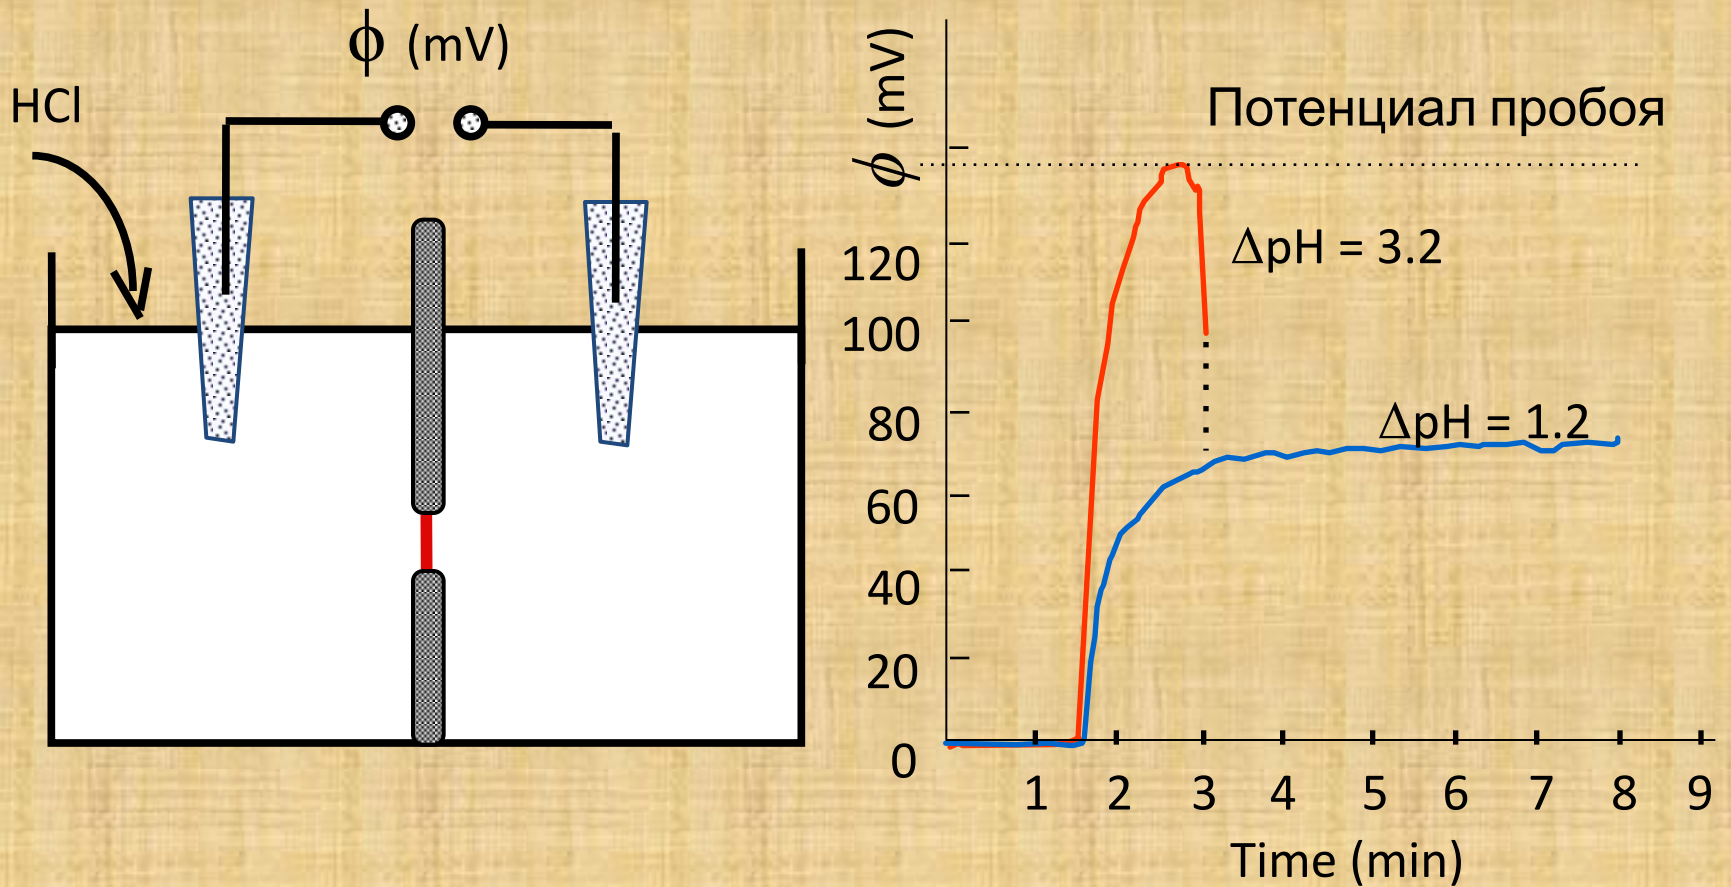 ϕ (mV)
HCl
ϕ (mV)
Потенциал пробоя
ΔpH = 3.2
ΔpH = 1.2
120
100
80
60
40
20
0
1 2 3 4 5 6 7 8 9
Time (min)